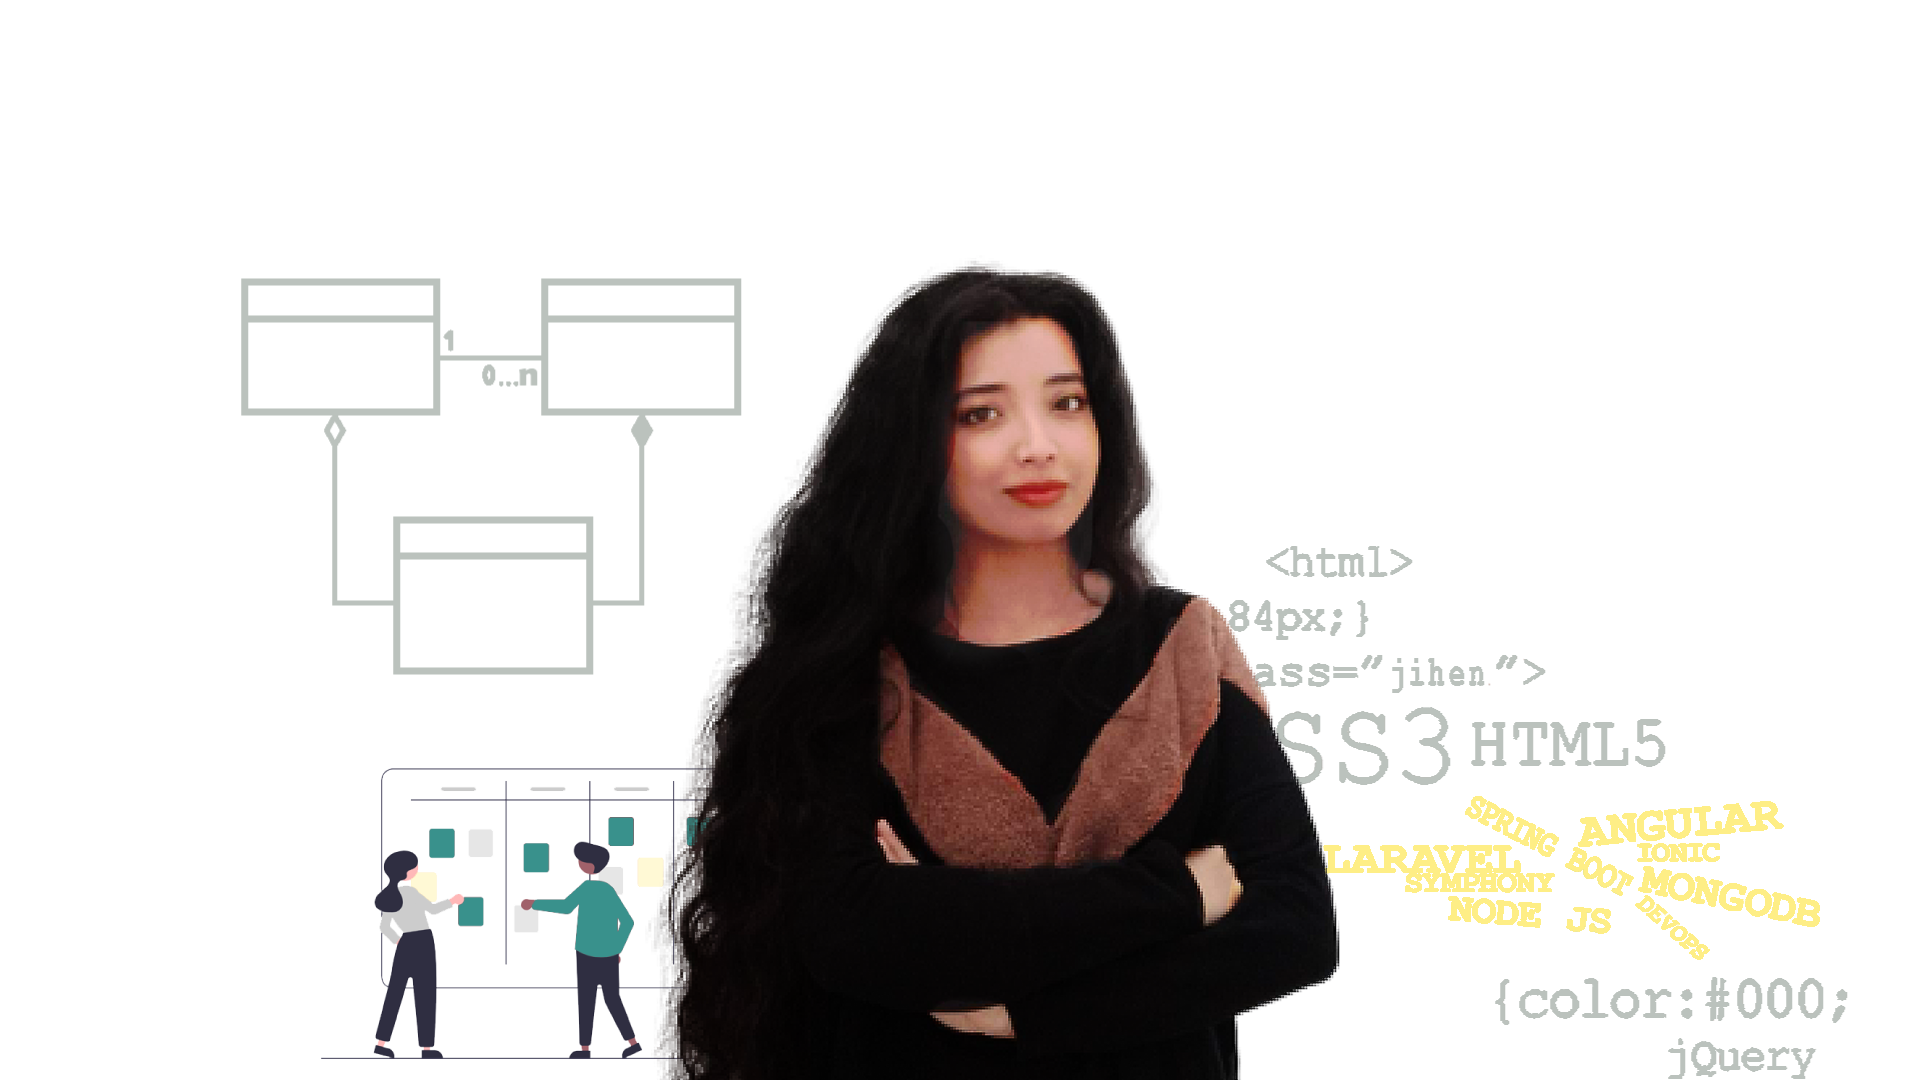 1
0...n
<html>
84px;}
ass="jihen.">
SS3 HTML5
SPRING
ANGULAR
LARAVEL
BOOT
IONIC
SYMPHONY
MONGODB
NODE JS
DEVOPS
{color:#000;
jQuery